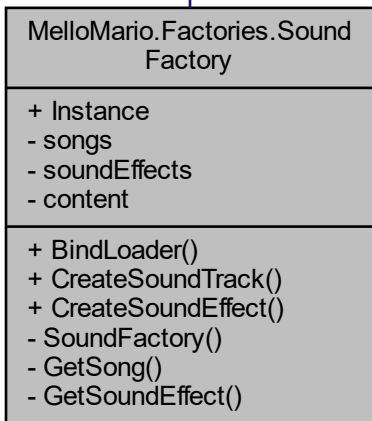 MelloMario.Factories.Sound
Factory
+ Instance
- songs
- soundEffects
- content
+ BindLoader()
+ CreateSoundTrack()
+ CreateSoundEffect()
- SoundFactory()
- GetSong()
- GetSoundEffect()